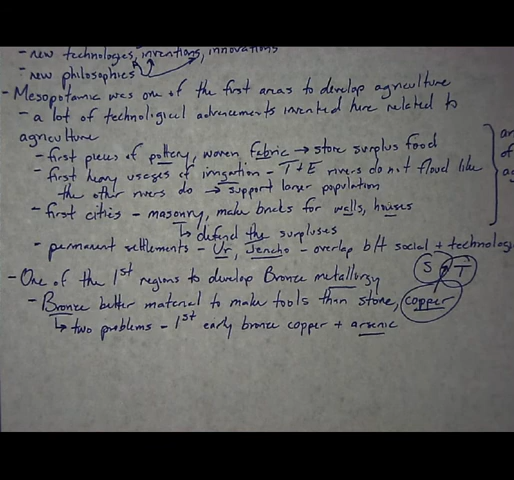 - new technologies, inventions, innovations
- new philosophies
- Mesopotamia was one of the first areas to develop agriculture
- a lot of technological advancements invented here related to
agriculture
- first pieces of pottery, woven fabric → store surplus food
- first heavy usages of irrigation - T+E rivers do not flood like
the other rivers do → support larger population
- first cities - masonry, make bricks for walls, houses
↳ defend the surpluses
- permanent settlements - Ur, Jericho - overlap b/t social + technology
S T
- One of the 1st regions to develop Bronze metallurgy
- Bronze better material to make tools than stone, copper
↳ two problems - 1st early bronze copper + arsenic